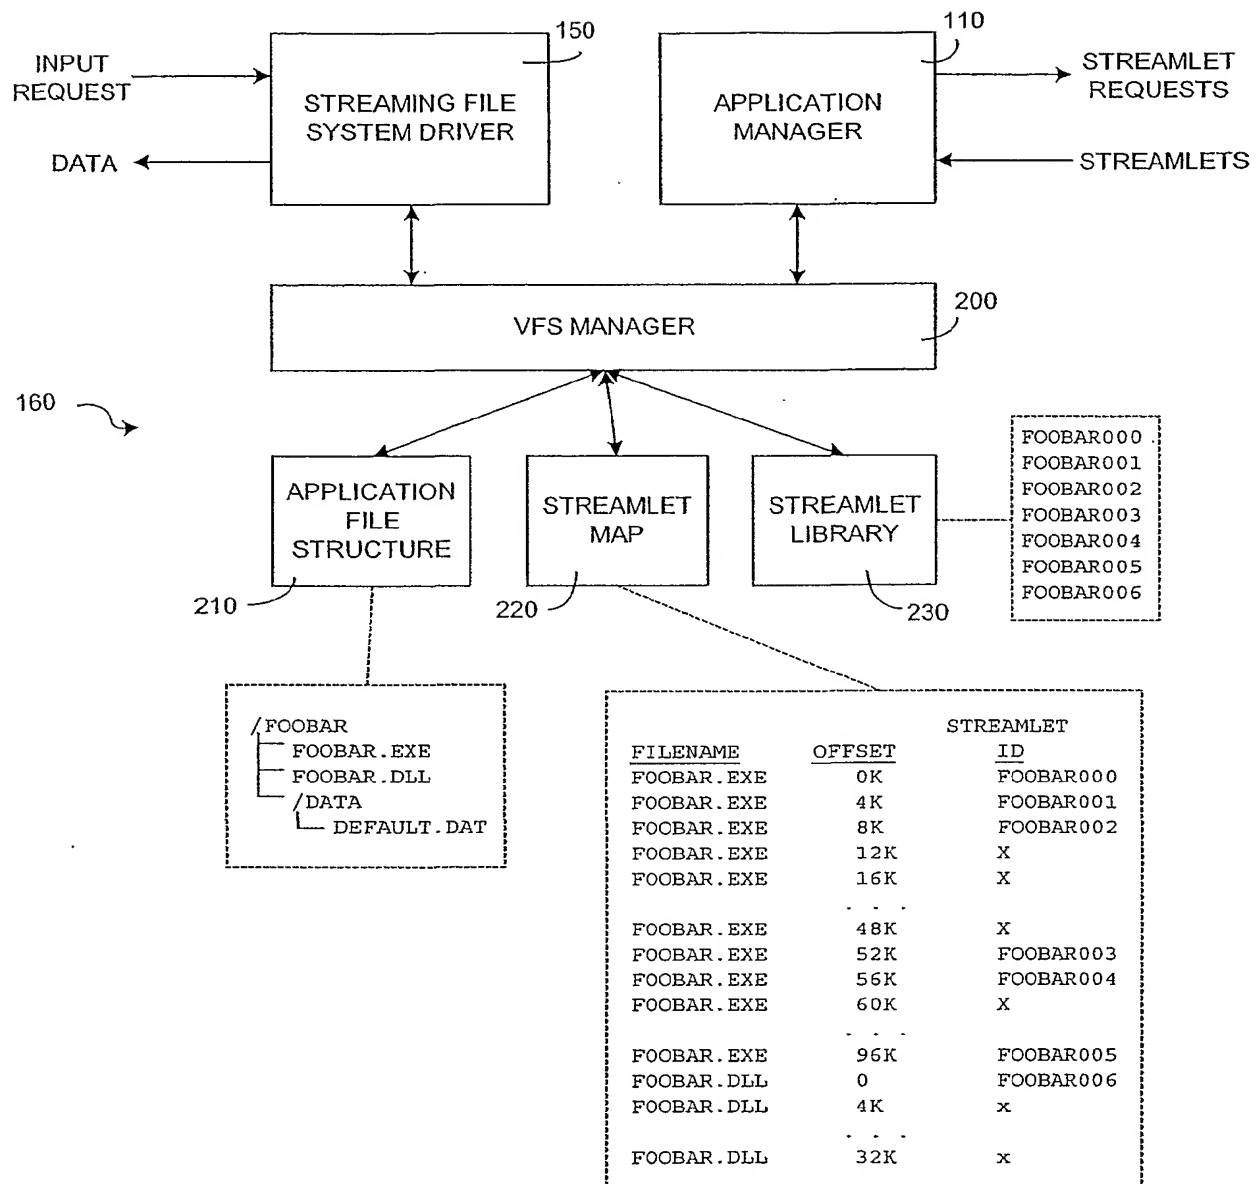 150
110
INPUT
REQUEST
DATA
STREAMING FILE
SYSTEM DRIVER
APPLICATION
MANAGER
STREAMLET
REQUESTS
STREAMLETS
VFS MANAGER
200
160
APPLICATION
FILE
STRUCTURE
210
STREAMLET
MAP
220
STREAMLET
LIBRARY
230
FOOBAR000
FOOBAR001
FOOBAR002
FOOBAR003
FOOBAR004
FOOBAR005
FOOBAR006
/FOOBAR
FOOBAR.EXE
FOOBAR.DLL
/DATA
DEFAULT.DAT
STREAMLET
FILENAME OFFSET ID
FOOBAR.EXE 0K FOOBAR000
FOOBAR.EXE 4K FOOBAR001
FOOBAR.EXE 8K FOOBAR002
FOOBAR.EXE 12K X
FOOBAR.EXE 16K X
. . .
FOOBAR.EXE 48K X
FOOBAR.EXE 52K FOOBAR003
FOOBAR.EXE 56K FOOBAR004
FOOBAR.EXE 60K X
. . .
FOOBAR.EXE 96K FOOBAR005
FOOBAR.DLL 0 FOOBAR006
FOOBAR.DLL 4K x
. . .
FOOBAR.DLL 32K x